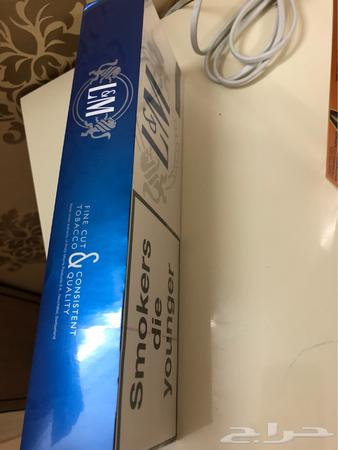 L&M
FINE CUT
TOBACCO
&
CONSISTENT
QUALITY
L&M
Smokers
die
younger
حراج